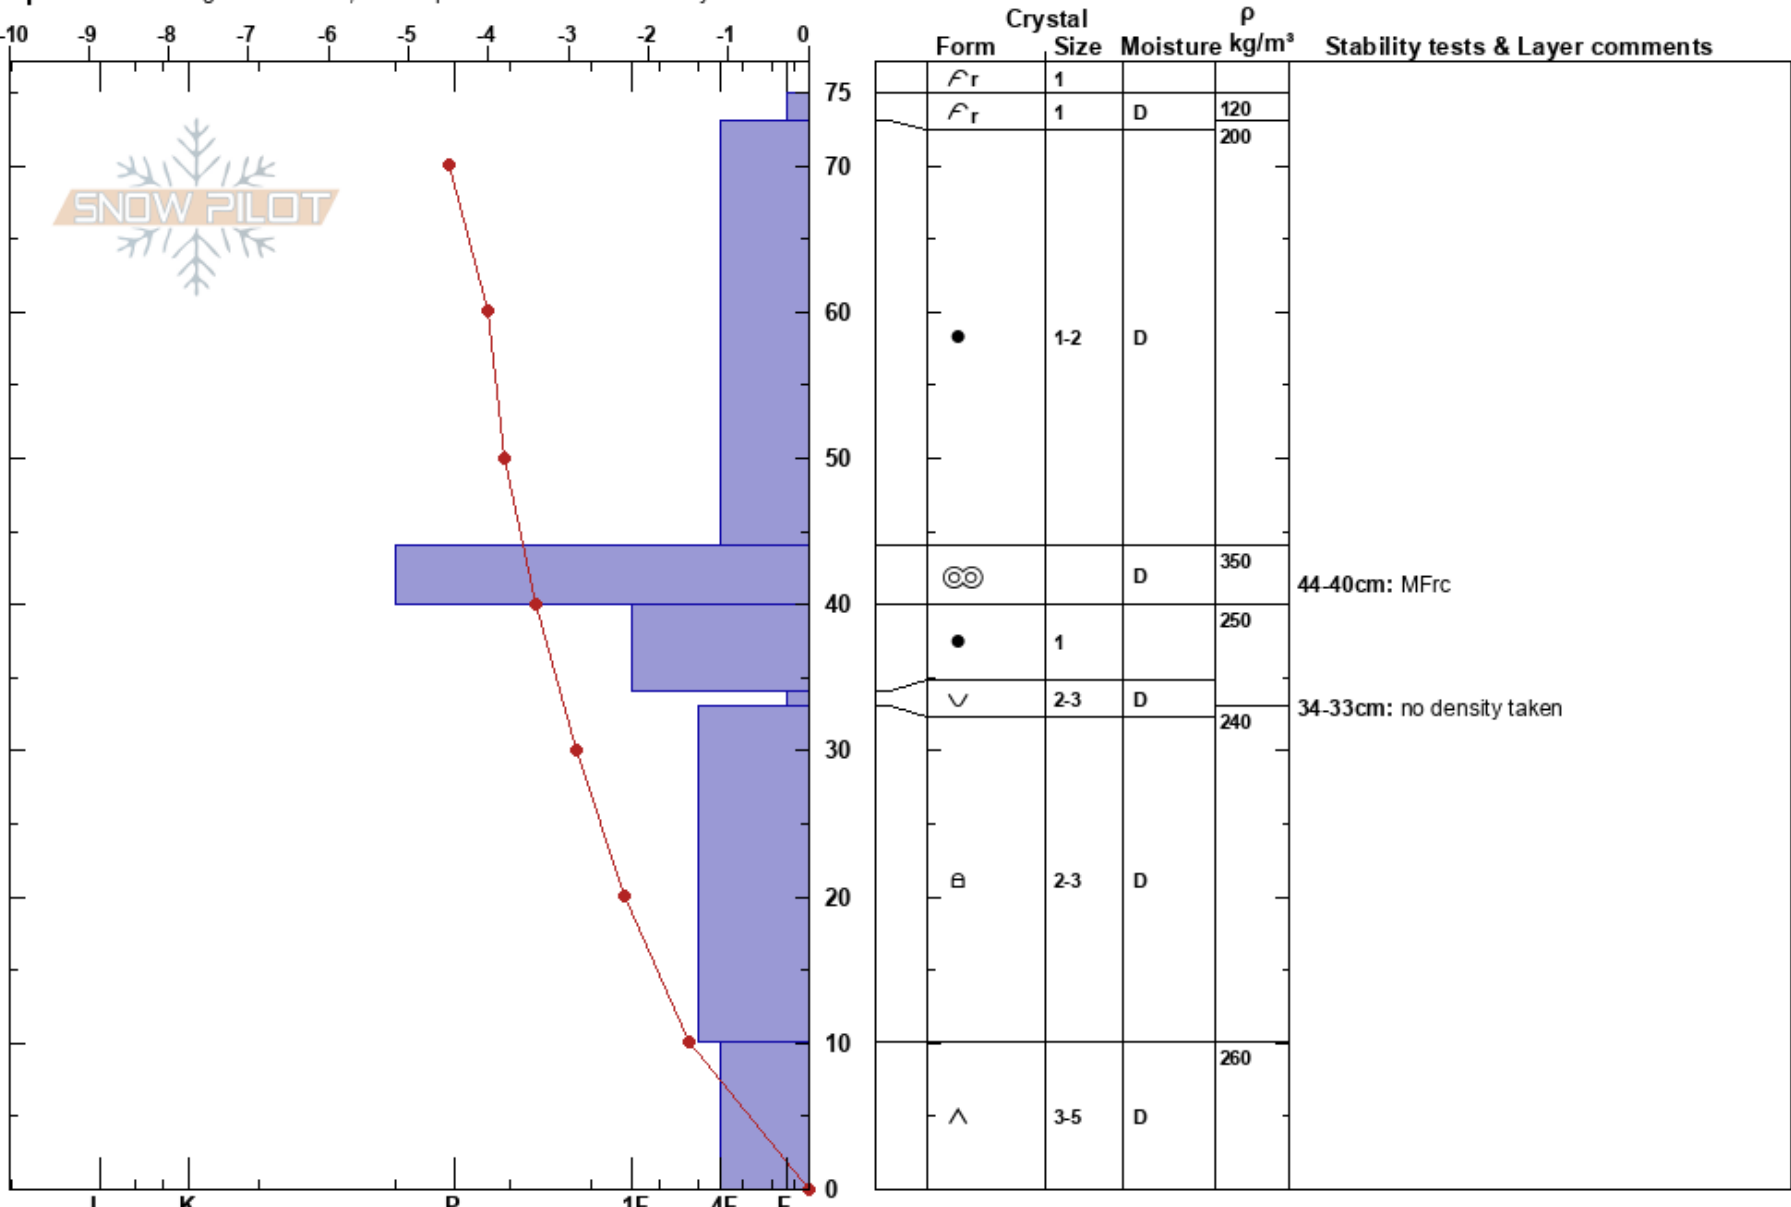 Crystal ρ
-10 -9 -8 -7 -6 -5 -4 -3 -2 -1 0 Form Size Moisture kg/m³ Stability tests & Layer comments
r 1
75
r 1 D 120
200
70
SNOW PILOT
60
1-2 D
50
350
D
44-40cm: MFrc
40
250
1
2-3 D
34-33cm: no density taken
240
30
2-3 D
20
10
260
3-5 D
0
I K P 1F 4F F